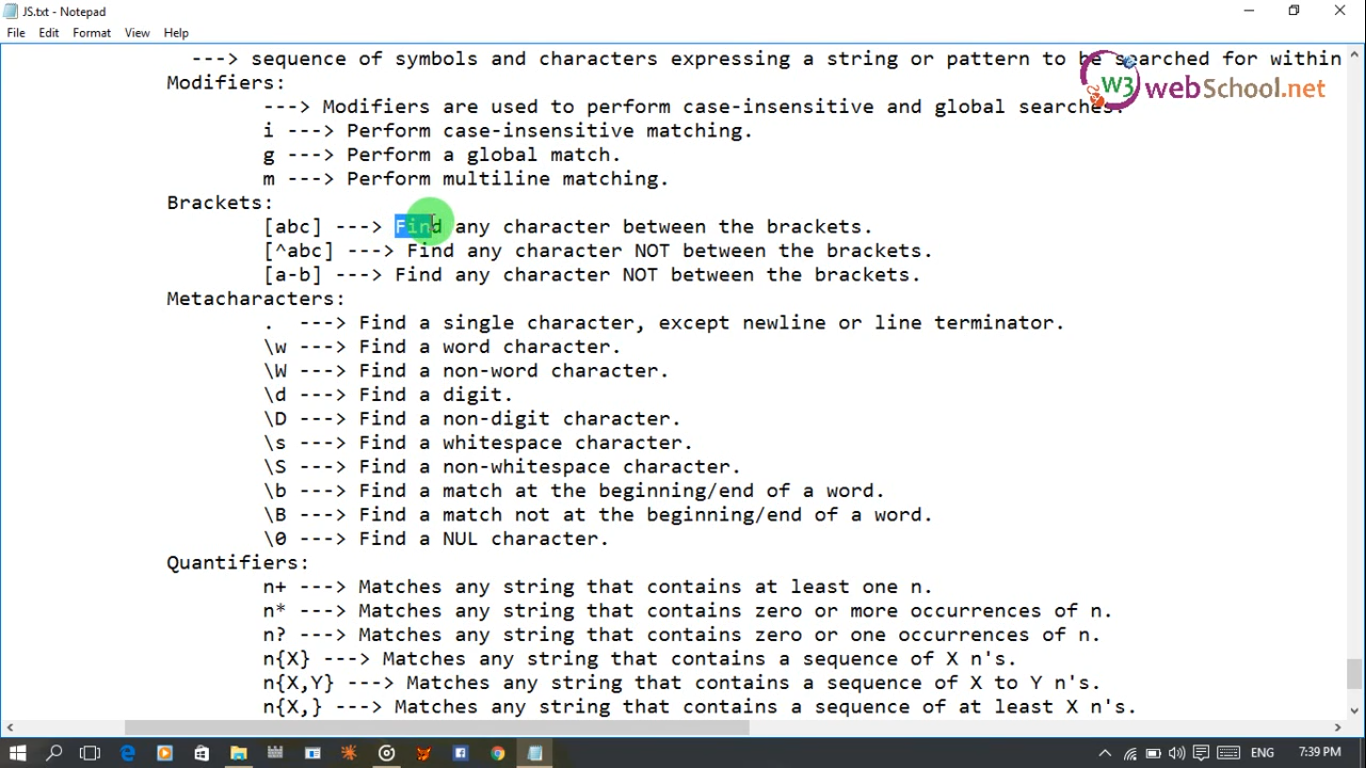 JS.txt - Notepad
File Edit Format View Help
---> sequence of symbols and characters expressing a string or pattern to be searched for within
W3 webSchool.net
Modifiers:
---> Modifiers are used to perform case-insensitive and global searches.
i ---> Perform case-insensitive matching.
g ---> Perform a global match.
m ---> Perform multiline matching.
Brackets:
[abc] ---> Find any character between the brackets.
[^abc] ---> Find any character NOT between the brackets.
[a-b] ---> Find any character NOT between the brackets.
Metacharacters:
. ---> Find a single character, except newline or line terminator.
\w ---> Find a word character.
\W ---> Find a non-word character.
\d ---> Find a digit.
\D ---> Find a non-digit character.
\s ---> Find a whitespace character.
\S ---> Find a non-whitespace character.
\b ---> Find a match at the beginning/end of a word.
\B ---> Find a match not at the beginning/end of a word.
\0 ---> Find a NUL character.
Quantifiers:
n+ ---> Matches any string that contains at least one n.
n* ---> Matches any string that contains zero or more occurrences of n.
n? ---> Matches any string that contains zero or one occurrences of n.
n{X} ---> Matches any string that contains a sequence of X n's.
n{X,Y} ---> Matches any string that contains a sequence of X to Y n's.
n{X,} ---> Matches any string that contains a sequence of at least X n's.
ENG 7:39 PM